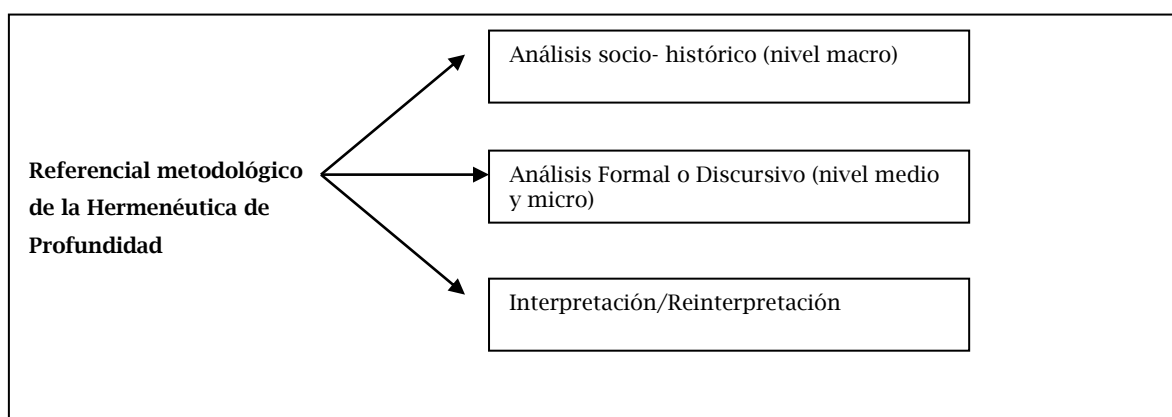 Análisis socio- histórico (nivel macro)
Referencial metodológico
de la Hermenéutica de
Profundidad
Análisis Formal o Discursivo (nivel medio
y micro)
Interpretación/Reinterpretación